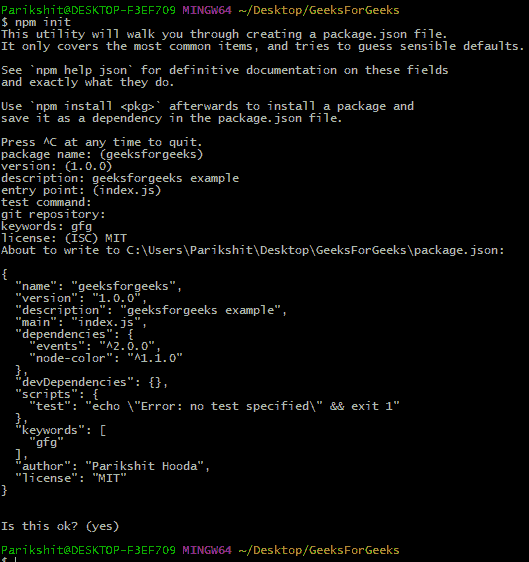 Parikshit@DESKTOP-F3EF7O9 MINGW64 ~/Desktop/GeeksForGeeks
$ npm init
This utility will walk you through creating a package.json file.
It only covers the most common items, and tries to guess sensible defaults.

See `npm help json` for definitive documentation on these fields
and exactly what they do.

Use `npm install <pkg>` afterwards to install a package and
save it as a dependency in the package.json file.

Press ^C at any time to quit.
package name: (geeksforgeeks)
version: (1.0.0)
description: geeksforgeeks example
entry point: (index.js)
test command:
git repository:
keywords: gfg
license: (ISC) MIT
About to write to C:\Users\Parikshit\Desktop\GeeksForGeeks\package.json:

{
  "name": "geeksforgeeks",
  "version": "1.0.0",
  "description": "geeksforgeeks example",
  "main": "index.js",
  "dependencies": {
    "events": "^2.0.0",
    "node-color": "^1.1.0"
  },
  "devDependencies": {},
  "scripts": {
    "test": "echo \"Error: no test specified\" && exit 1"
  },
  "keywords": [
    "gfg"
  ],
  "author": "Parikshit Hooda",
  "license": "MIT"
}

Is this ok? (yes)

Parikshit@DESKTOP-F3EF7O9 MINGW64 ~/Desktop/GeeksForGeeks
$